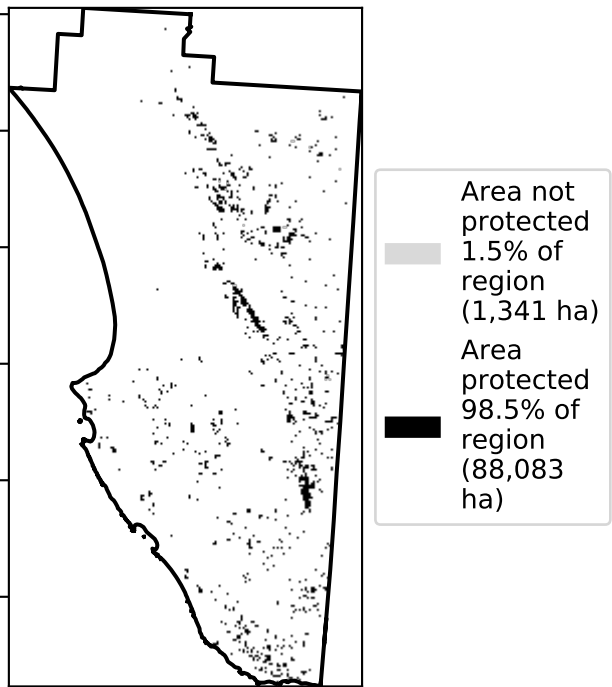 Area not
protected
1.5% of
region
(1,341 ha)
Area
protected
98.5% of
region
(88,083
ha)